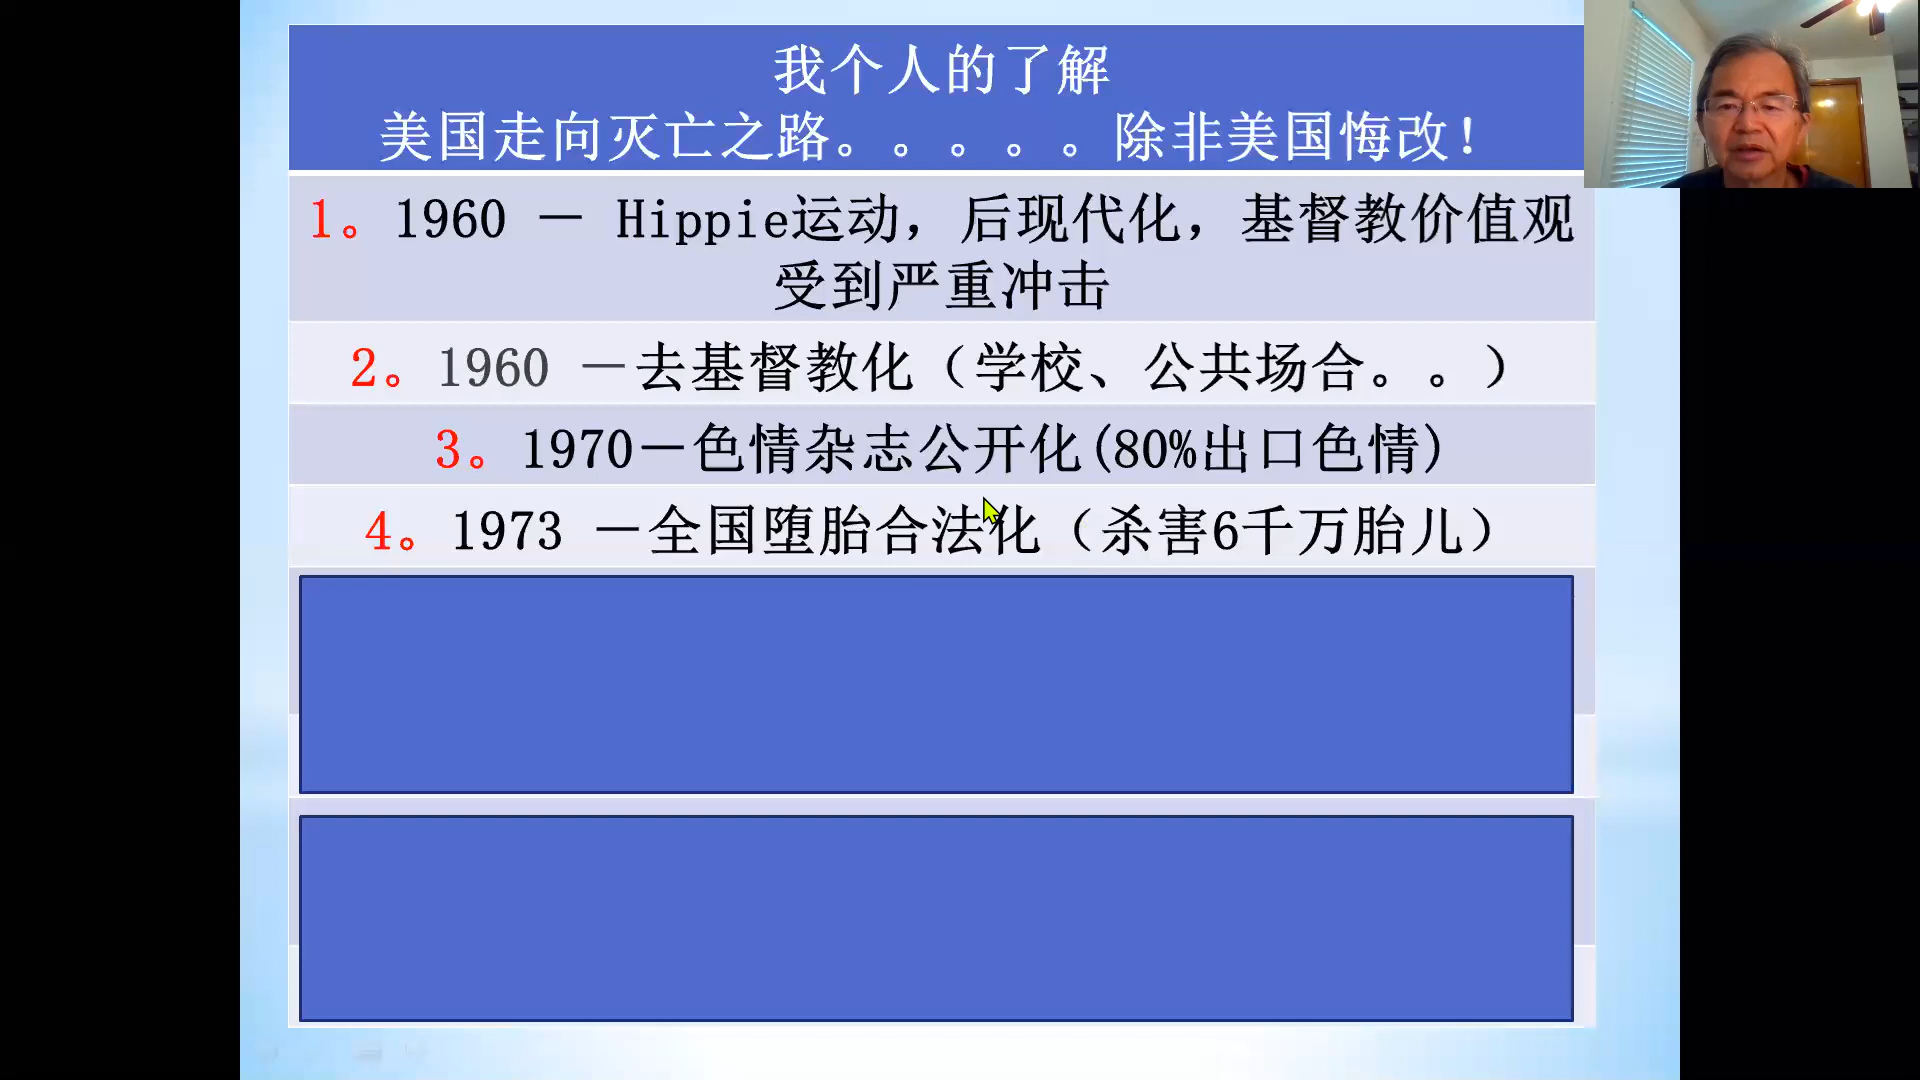 我个人的了解
美国走向灭亡之路。。。。。除非美国悔改！
1。1960 － Hippie运动，后现代化，基督教价值观
受到严重冲击
2。1960 －去基督教化（学校、公共场合。。）
3。1970－色情杂志公开化(80%出口色情)
4。1973 －全国堕胎合法化（杀害6千万胎儿）